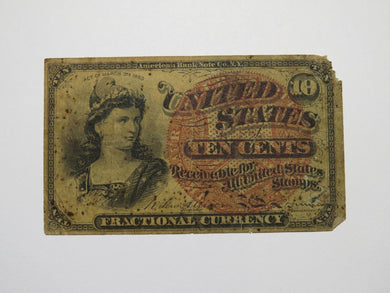 American Bank Note Co. N.Y.
10
UNITED
STATES
TEN CENTS
Receivable for
All United States
Stamps.
FRACTIONAL CURRENCY